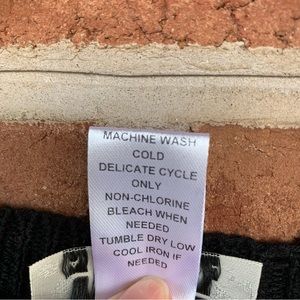 MACHINE WASH
COLD
DELICATE CYCLE
ONLY
NON-CHLORINE
BLEACH WHEN
NEEDED
TUMBLE DRY LOW
COOL IRON IF
NEEDED